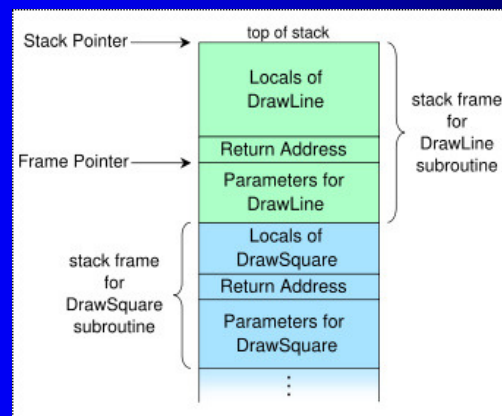 Stack Pointer
top of stack
Locals of
DrawLine
stack frame
for
DrawLine
subroutine
Return Address
Frame Pointer
Parameters for
DrawLine
Locals of
DrawSquare
stack frame
for
DrawSquare
subroutine
Return Address
Parameters for
DrawSquare
⋮